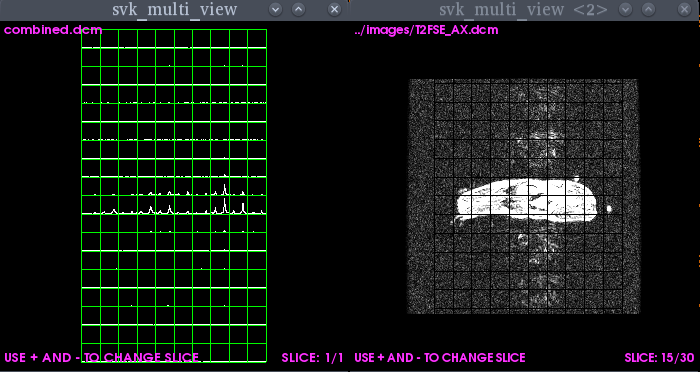 svk_multi_view
combined.dcm
USE + AND - TO CHANGE SLICE
SLICE: 1/1
svk_multi_view <2>
../images/T2FSE_AX.dcm
USE + AND - TO CHANGE SLICE
SLICE: 15/30